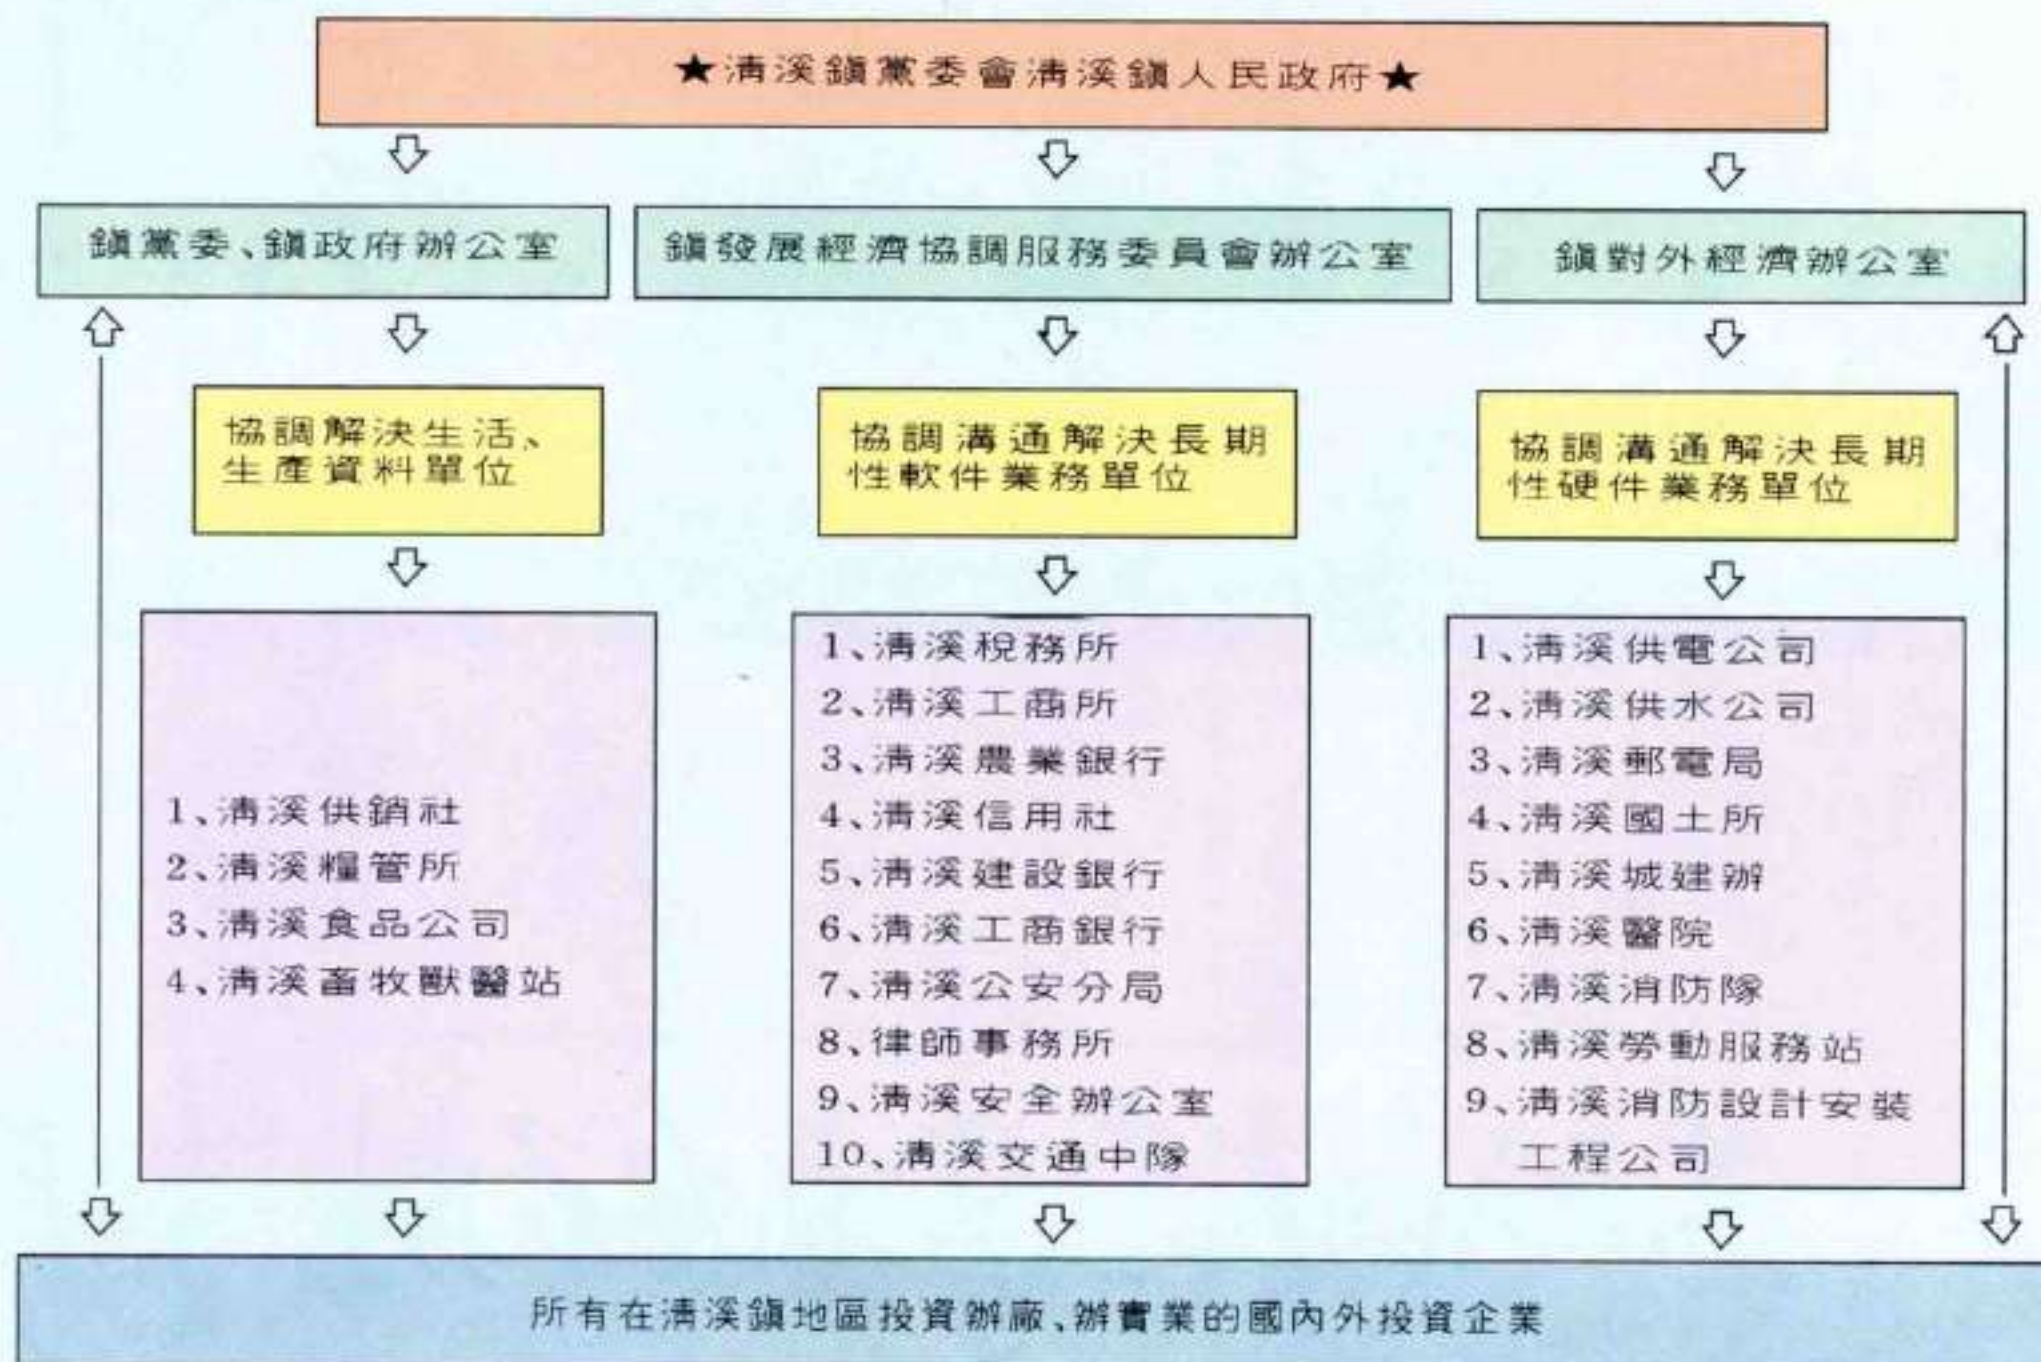 ★清溪鎮黨委會清溪鎮人民政府★
鎮黨委、鎮政府辦公室
鎮發展經濟協調服務委員會辦公室
鎮對外經濟辦公室
協調解決生活、
生產資料單位
協調溝通解決長期
性軟件業務單位
協調溝通解決長期
性硬件業務單位
1、清溪供銷社
2、清溪糧管所
3、清溪食品公司
4、清溪畜牧獸醫站
1、清溪稅務所
2、清溪工商所
3、清溪農業銀行
4、清溪信用社
5、清溪建設銀行
6、清溪工商銀行
7、清溪公安分局
8、律師事務所
9、清溪安全辦公室
10、清溪交通中隊
1、清溪供電公司
2、清溪供水公司
3、清溪郵電局
4、清溪國土所
5、清溪城建辦
6、清溪醫院
7、清溪消防隊
8、清溪勞動服務站
9、清溪消防設計安裝
工程公司
所有在清溪鎮地區投資辦廠、辦實業的國內外投資企業